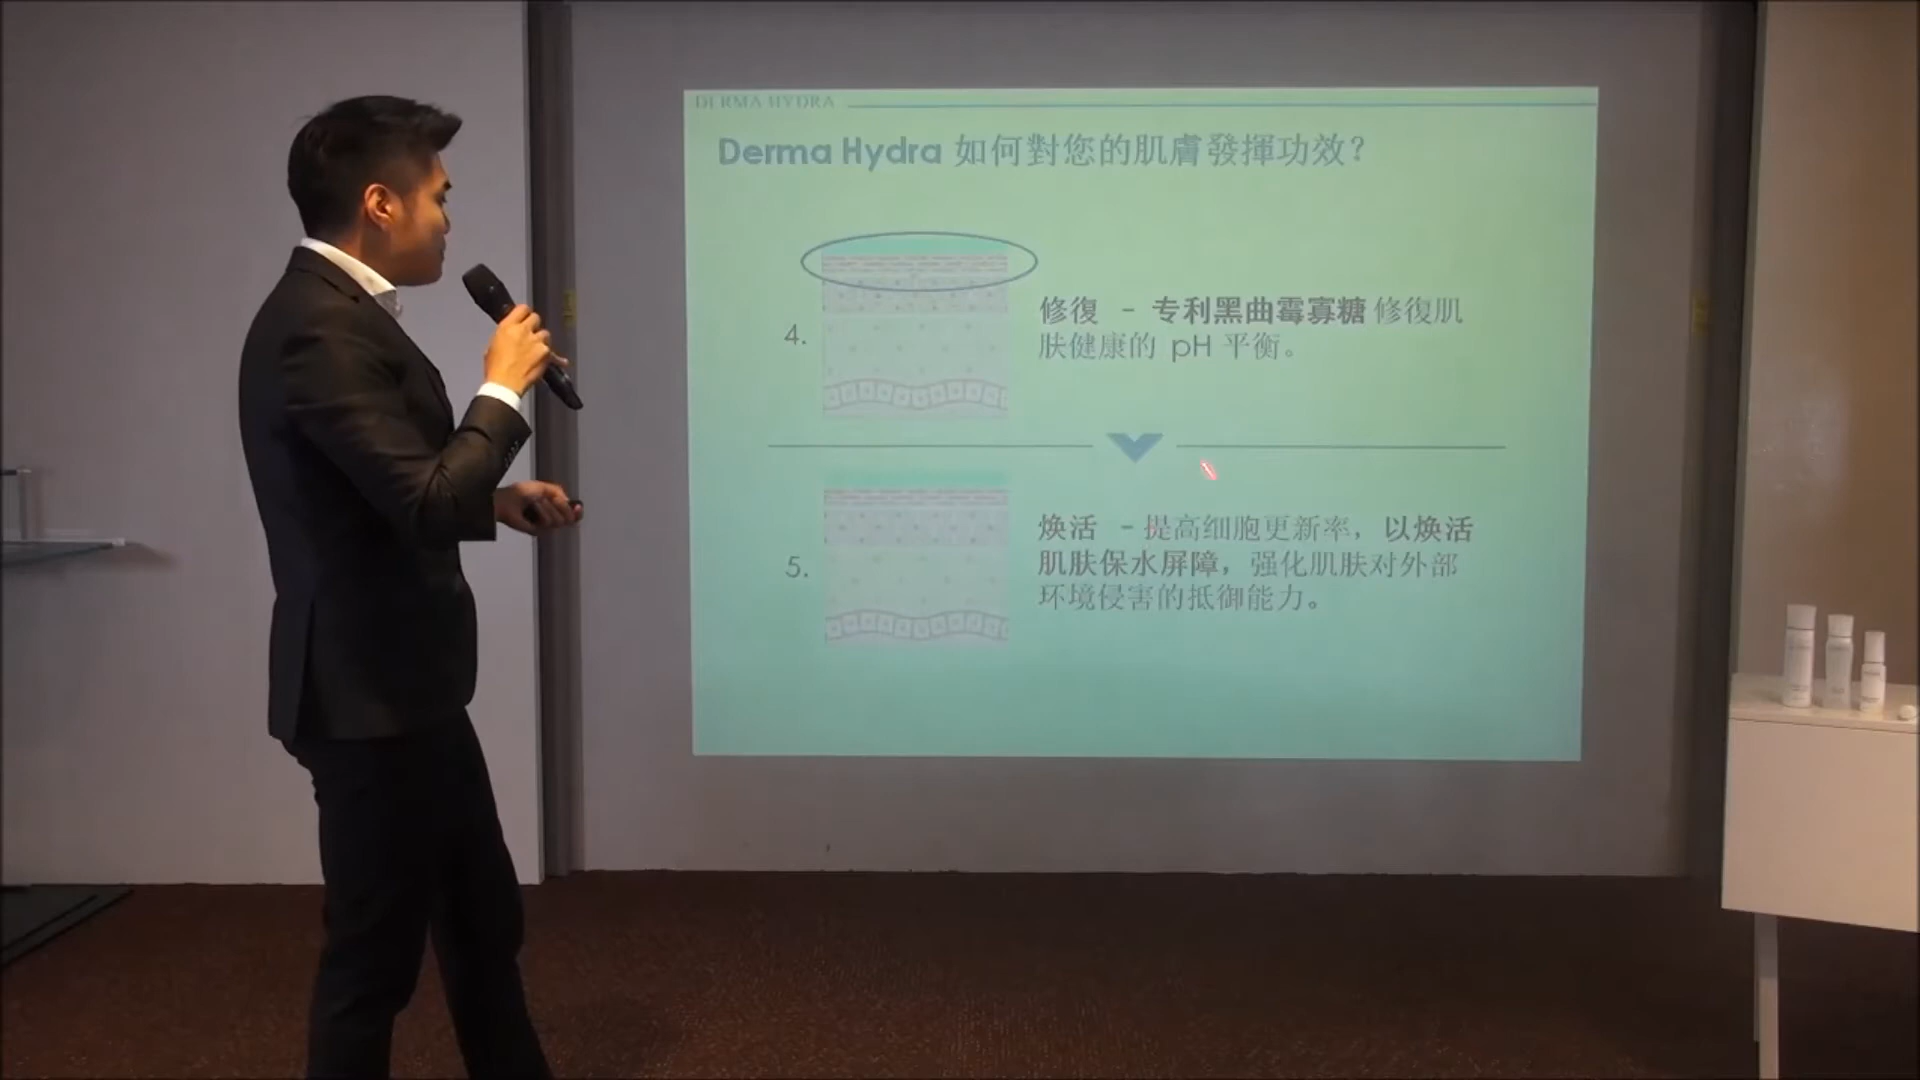 DERMA HYDRA
Derma Hydra 如何對您的肌膚發揮功效?
4.
修復 - 专利黑曲霉寡糖修復肌
肤健康的 pH 平衡。
5.
焕活 - 提高细胞更新率，以焕活
肌肤保水屏障，强化肌肤对外部
环境侵害的抵御能力。